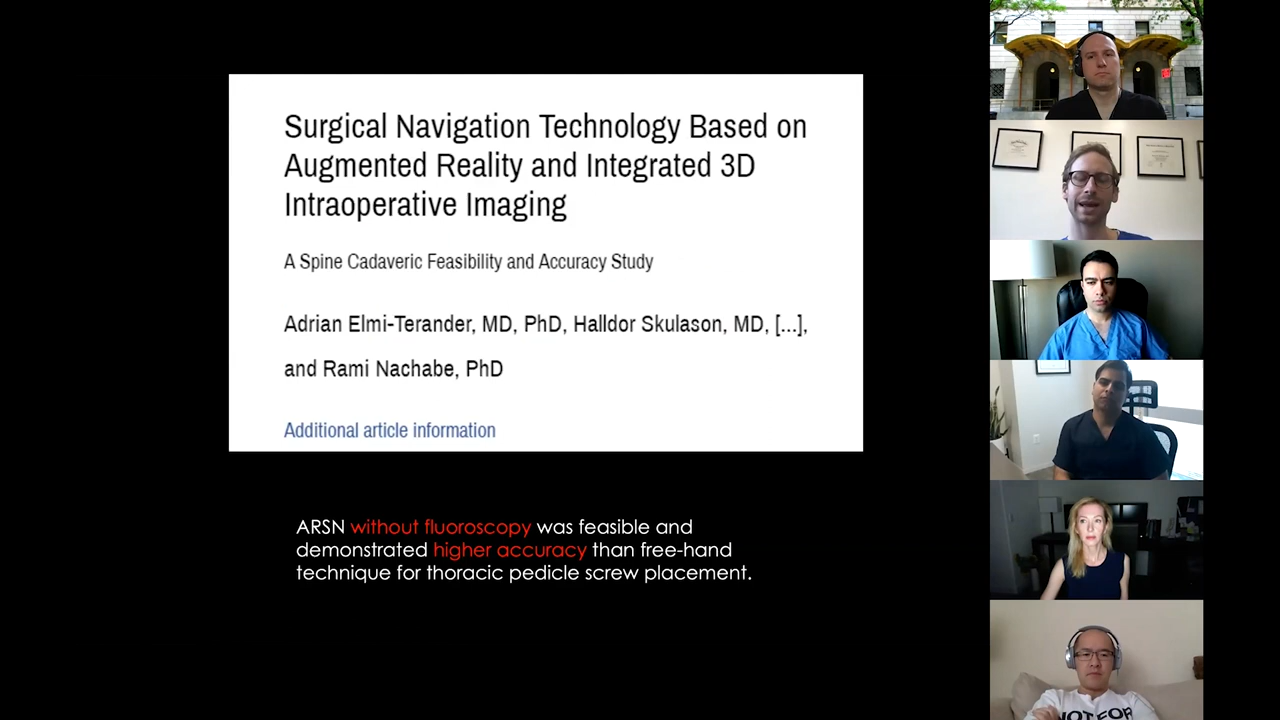 Surgical Navigation Technology Based on
Augmented Reality and Integrated 3D
Intraoperative Imaging
A Spine Cadaveric Feasibility and Accuracy Study
Adrian Elmi-Terander, MD, PhD, Halldor Skulason, MD, [...],
and Rami Nachabe, PhD
Additional article information
ARSN without fluoroscopy was feasible and
demonstrated higher accuracy than free-hand
technique for thoracic pedicle screw placement.
NOT FOR